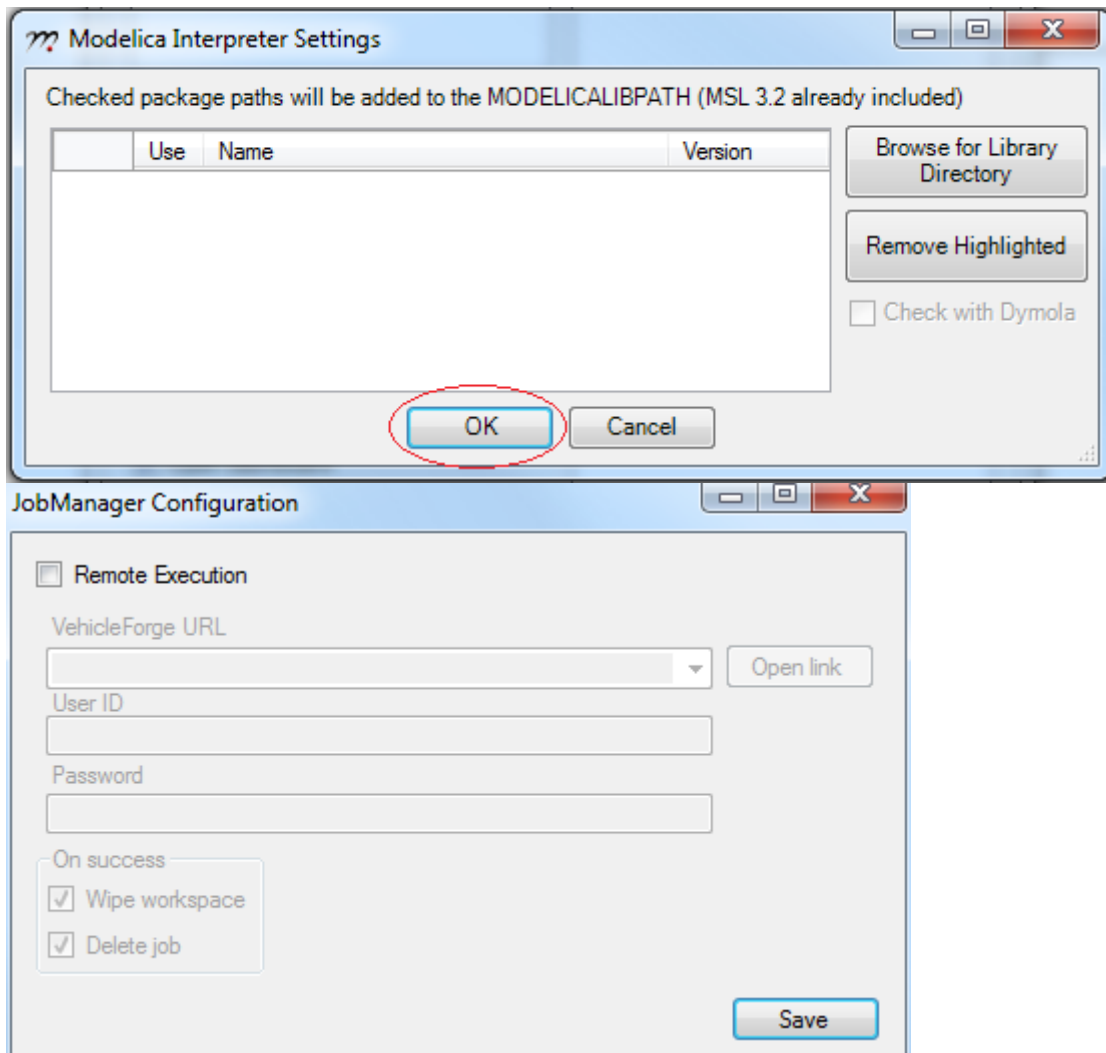 Modelica Interpreter Settings
Checked package paths will be added to the MODELICALIBPATH (MSL 3.2 already included)
Use Name Version
Browse for Library
Directory
Remove Highlighted
Check with Dymola
OK Cancel
JobManager Configuration
Remote Execution
VehicleForge URL
Open link
User ID
Password
On success
Wipe workspace
Delete job
Save